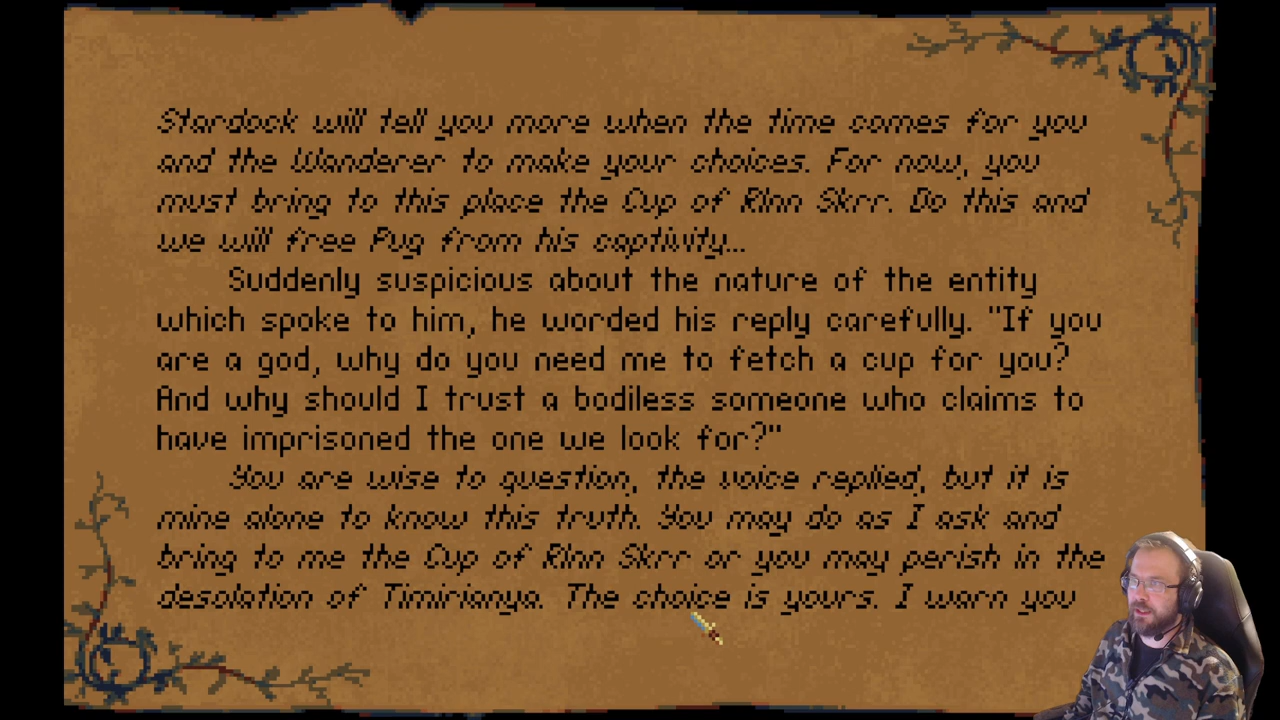 Stardock will tell you more when the time comes for you
and the Wanderer to make your choices. For now, you
must bring to this place the Cup of Rlnn Skrr. Do this and
we will free Pug from his captivity...
Suddenly suspicious about the nature of the entity
which spoke to him, he worded his reply carefully. "If you
are a god, why do you need me to fetch a cup for you?
And why should I trust a bodiless someone who claims to
have imprisoned the one we look for?"
You are wise to question, the voice replied, but it is
mine alone to know this truth. You may do as I ask and
bring to me the Cup of Rlnn Skrr or you may perish in the
desolation of Timirianya. The choice is yours. I warn you